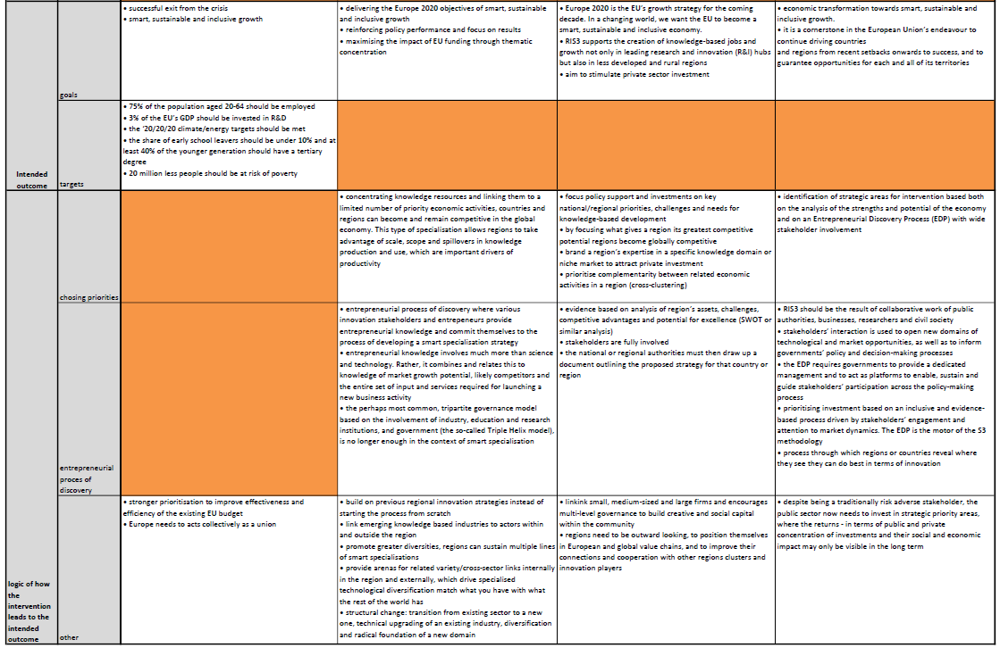 Intended
outcome
goals
• successful exit from the crisis
• smart, sustainable and inclusive growth
• delivering the Europe 2020 objectives of smart, sustainable
and inclusive growth
• reinforcing policy performance and focus on results
• maximising the impact of EU funding through thematic
concentration
• Europe 2020 is the EU's growth strategy for the coming
decade. In a changing world, we want the EU to become a
smart, sustainable and inclusive economy.
• RIS3 supports the creation of knowledge-based jobs and
growth not only in leading research and innovation (R&I) hubs
but also in less developed and rural regions
• aim to stimulate private sector investment
• economic transformation towards smart, sustainable and
inclusive growth.
• it is a cornerstone in the European Union's endeavour to
continue driving countries
and regions from recent setbacks onwards to success, and to
guarantee opportunities for each and all of its territories
targets
• 75% of the population aged 20-64 should be employed
• 3% of the EU's GDP should be invested in R&D
• the '20/20/20 climate/energy targets should be met
• the share of early school leavers should be under 10% and at
least 40% of the younger generation should have a tertiary
degree
• 20 million less people should be at risk of poverty
logic of how
the
intervention
leads to the
intended
outcome
chosing priorities
• concentrating knowledge resources and linking them to a
limited number of priority economic activities, countries and
regions can become and remain competitive in the global
economy. This type of specialisation allows regions to take
advantage of scale, scope and spillovers in knowledge
production and use, which are important drivers of
productivity
• focus policy support and investments on key
national/regional priorities, challenges and needs for
knowledge-based development
• by focusing what gives a region its greatest competitive
potential regions become globally competitive
• brand a region's expertise in a specific knowledge domain or
niche market to attract private investment
• prioritise complementarity between related economic
activities in a region (cross-clustering)
• identification of strategic areas for intervention based both
on the analysis of the strengths and potential of the economy
and on an Entrepreneurial Discovery Process (EDP) with wide
stakeholder involvement
entrepreneurial
proces of
discovery
• entrepreneurial process of discovery where various
innovation stakeholders and entrepeneurs provide
entrepreneurial knowledge and commit themselves to the
process of developing a smart specialisation strategy
• entrepreneurial knowledge involves much more than science
and technology. Rather, it combines and relates this to
knowledge of market growth potential, likely competitors and
the entire set of input and services required for launching a
new business activity
• the perhaps most common, tripartite governance model
based on the involvement of industry, education and research
institutions, and government (the so-called Triple Helix model),
is no longer enough in the context of smart specialisation
• evidence based on analysis of region's assets, challenges,
competitive advantages and potential for excellence (SWOT or
similar analysis)
• stakeholders are fully involved
• the national or regional authorities must then draw up a
document outlining the proposed strategy for that country or
region
• RIS3 should be the result of collaborative work of public
authorities, businesses, researchers and civil society
• stakeholders' interaction is used to open new domains of
technological and market opportunities, as well as to inform
governments' policy and decision-making processes
• the EDP requires governments to provide a dedicated
management and to act as platforms to enable, sustain and
guide stakeholders' participation across the policy-making
process
• prioritising investment based on an inclusive and evidence-
based process driven by stakeholders' engagement and
attention to market dynamics. The EDP is the motor of the S3
methodology
• process through which regions or countries reveal where
they see they can do best in terms of innovation
other
• stronger prioritisation to improve effectiveness and
efficiency of the existing EU budget
• Europe needs to acts collectively as a union
• build on previous regional innovation strategies instead of
starting the process from scratch
• link emerging knowledge based industries to actors within
and outside the region
• promote greater diversities, regions can sustain multiple lines
of smart specialisations
• provide arenas for related variety/cross-sector links internally
in the region and externally, which drive specialised
technological diversification match what you have with what
the rest of the world has
• structural change: transition from existing sector to a new
one, technical upgrading of an existing industry, diversification
and radical foundation of a new domain
• linkink small, medium-sized and large firms and encourages
multi-level governance to build creative and social capital
within the community
• regions need to be outward looking, to position themselves
in European and global value chains, and to improve their
connections and cooperation with other regions clusters and
innovation players
• despite being a traditionally risk adverse stakeholder, the
public sector now needs to invest in strategic priority areas,
where the returns - in terms of public and private
concentration of investments and their social and economic
impact may only be visible in the long term